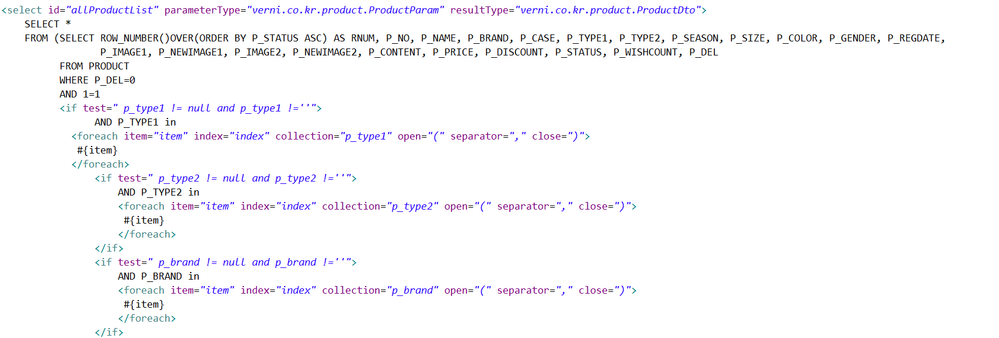 <select id="allProductList" parameterType="verni.co.kr.product.ProductParam" resultType="verni.co.kr.product.ProductDto">
SELECT *
FROM (SELECT ROW_NUMBER()OVER(ORDER BY P_STATUS ASC) AS RNUM, P_NO, P_NAME, P_BRAND, P_CASE, P_TYPE1, P_TYPE2, P_SEASON, P_SIZE, P_COLOR, P_GENDER, P_REGDATE,
P_IMAGE1, P_NEWIMAGE1, P_IMAGE2, P_NEWIMAGE2, P_CONTENT, P_PRICE, P_DISCOUNT, P_STATUS, P_WISHCOUNT, P_DEL
FROM PRODUCT
WHERE P_DEL=0
AND 1=1
<if test=" p_type1 != null and p_type1 !=''">
AND P_TYPE1 in
<foreach item="item" index="index" collection="p_type1" open="(" separator="," close=")">
#{item}
</foreach>
<if test=" p_type2 != null and p_type2 !=''">
AND P_TYPE2 in
<foreach item="item" index="index" collection="p_type2" open="(" separator="," close=")">
#{item}
</foreach>
</if>
<if test=" p_brand != null and p_brand !=''">
AND P_BRAND in
<foreach item="item" index="index" collection="p_brand" open="(" separator="," close=")">
#{item}
</foreach>
</if>